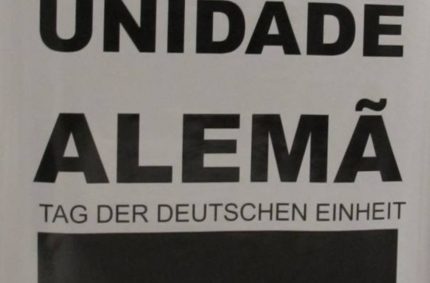 UNIDADE
ALEMÃ
TAG DER DEUTSCHEN EINHEIT